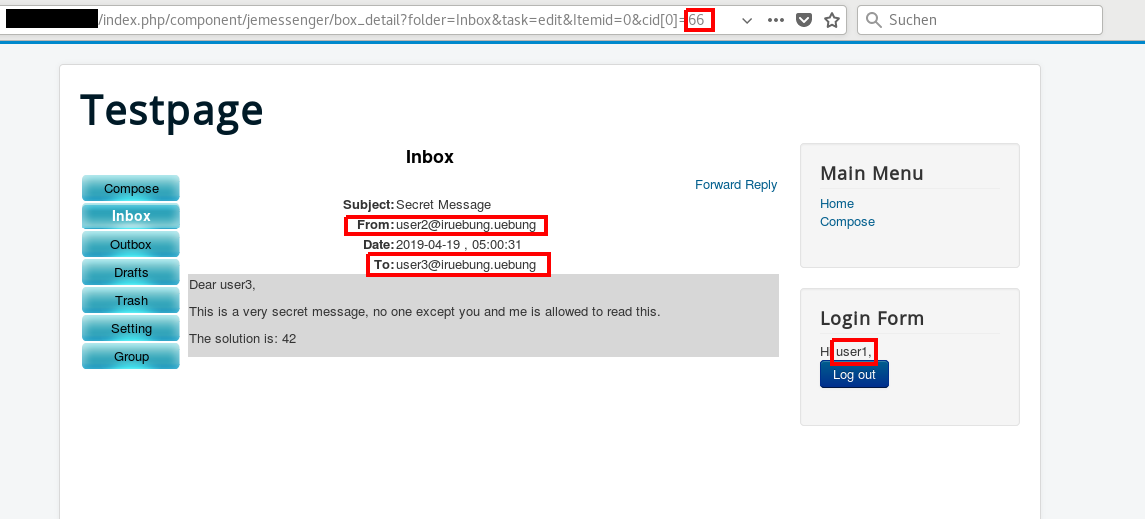 /index.php/component/jemessenger/box_detail?folder=Inbox&task=edit&Itemid=0&cid[0]=66
Suchen
Testpage
Inbox
Compose
Inbox
Outbox
Drafts
Trash
Setting
Group
Forward Reply
Subject: Secret Message
From: user2@iruebung.uebung
Date: 2019-04-19 , 05:00:31
To: user3@iruebung.uebung
Dear user3,
This is a very secret message, no one except you and me is allowed to read this.
The solution is: 42
Main Menu
Home
Compose
Login Form
Hi user1,
Log out